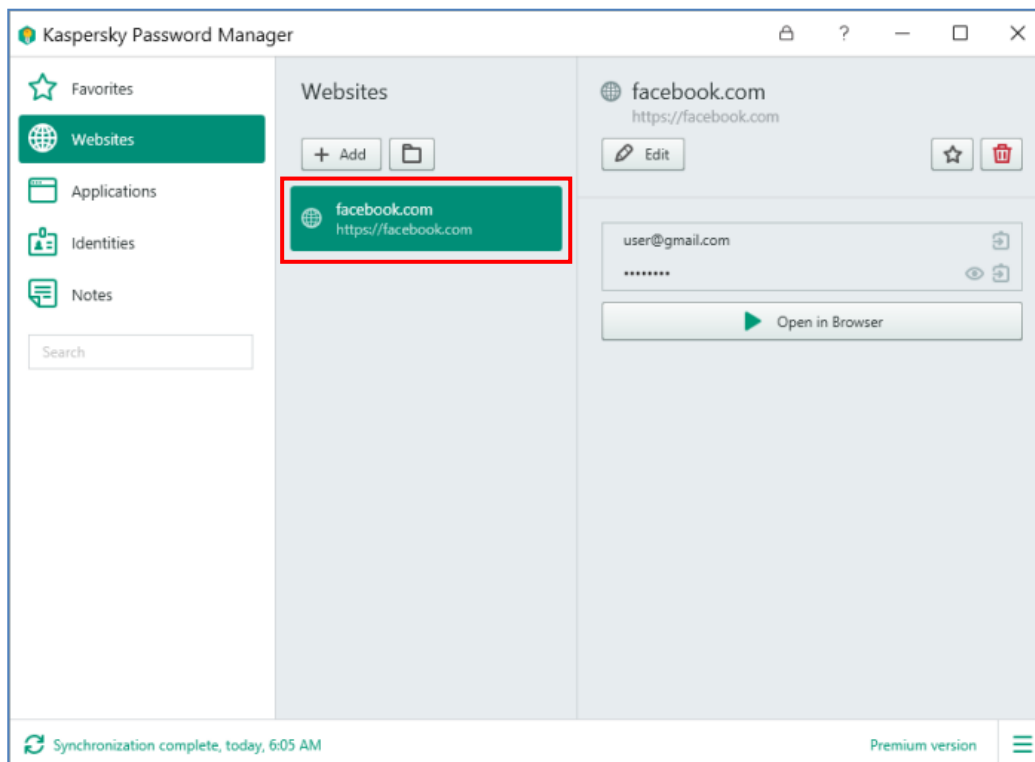 Kaspersky Password Manager
?
Favorites
Websites
Applications
Identities
Notes
Search
Websites
+ Add
facebook.com
https://facebook.com
facebook.com
https://facebook.com
Edit
user@gmail.com
••••••••
Open in Browser
Synchronization complete, today, 6:05 AM
Premium version